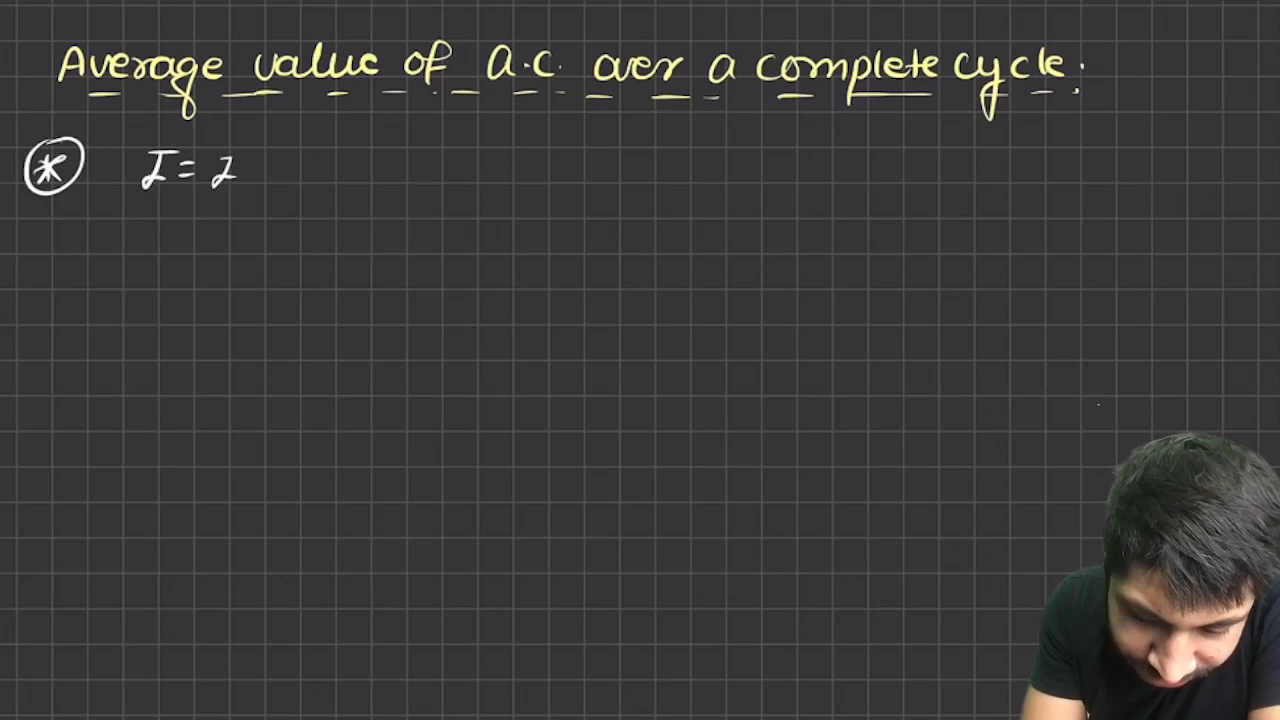 Average value of a.c. over a complete cycle:
* I = I